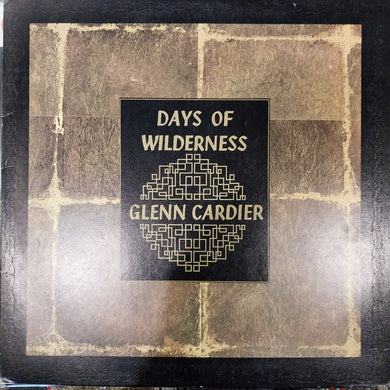 DAYS OF
WILDERNESS
GLENN CARDIER